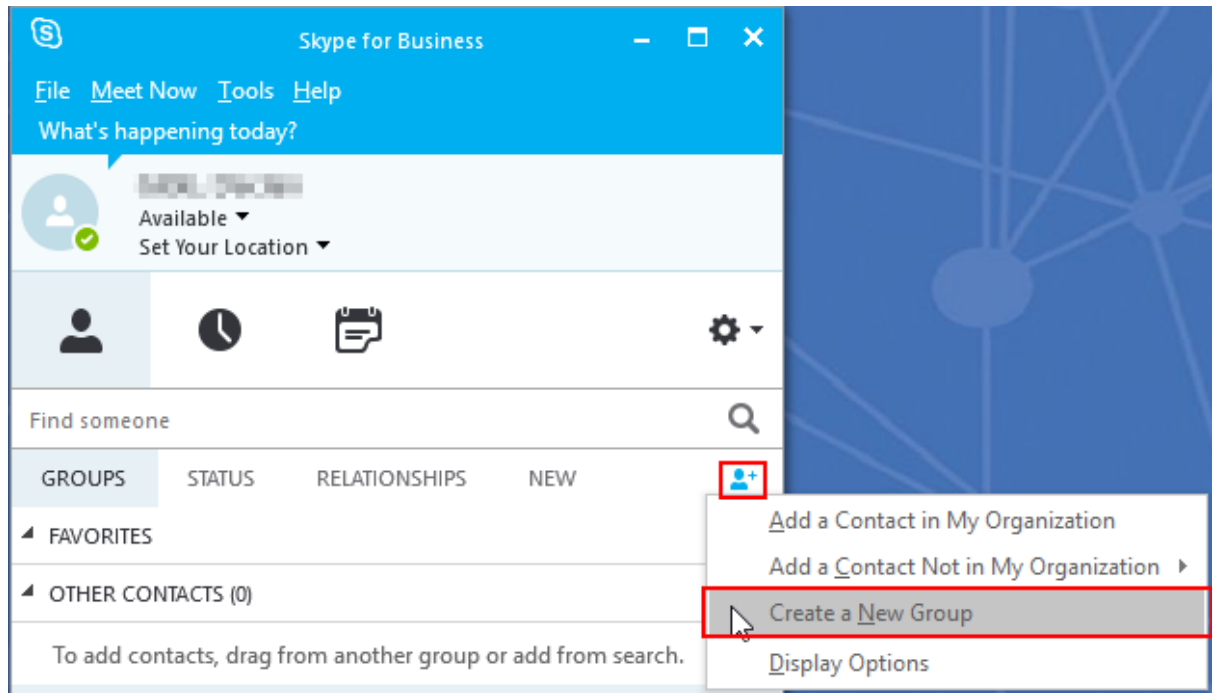 Skype for Business
File Meet Now Tools Help
What's happening today?
Available
Set Your Location
Find someone
GROUPS STATUS RELATIONSHIPS NEW
FAVORITES
OTHER CONTACTS (0)
To add contacts, drag from another group or add from search.
Add a Contact in My Organization
Add a Contact Not in My Organization
Create a New Group
Display Options